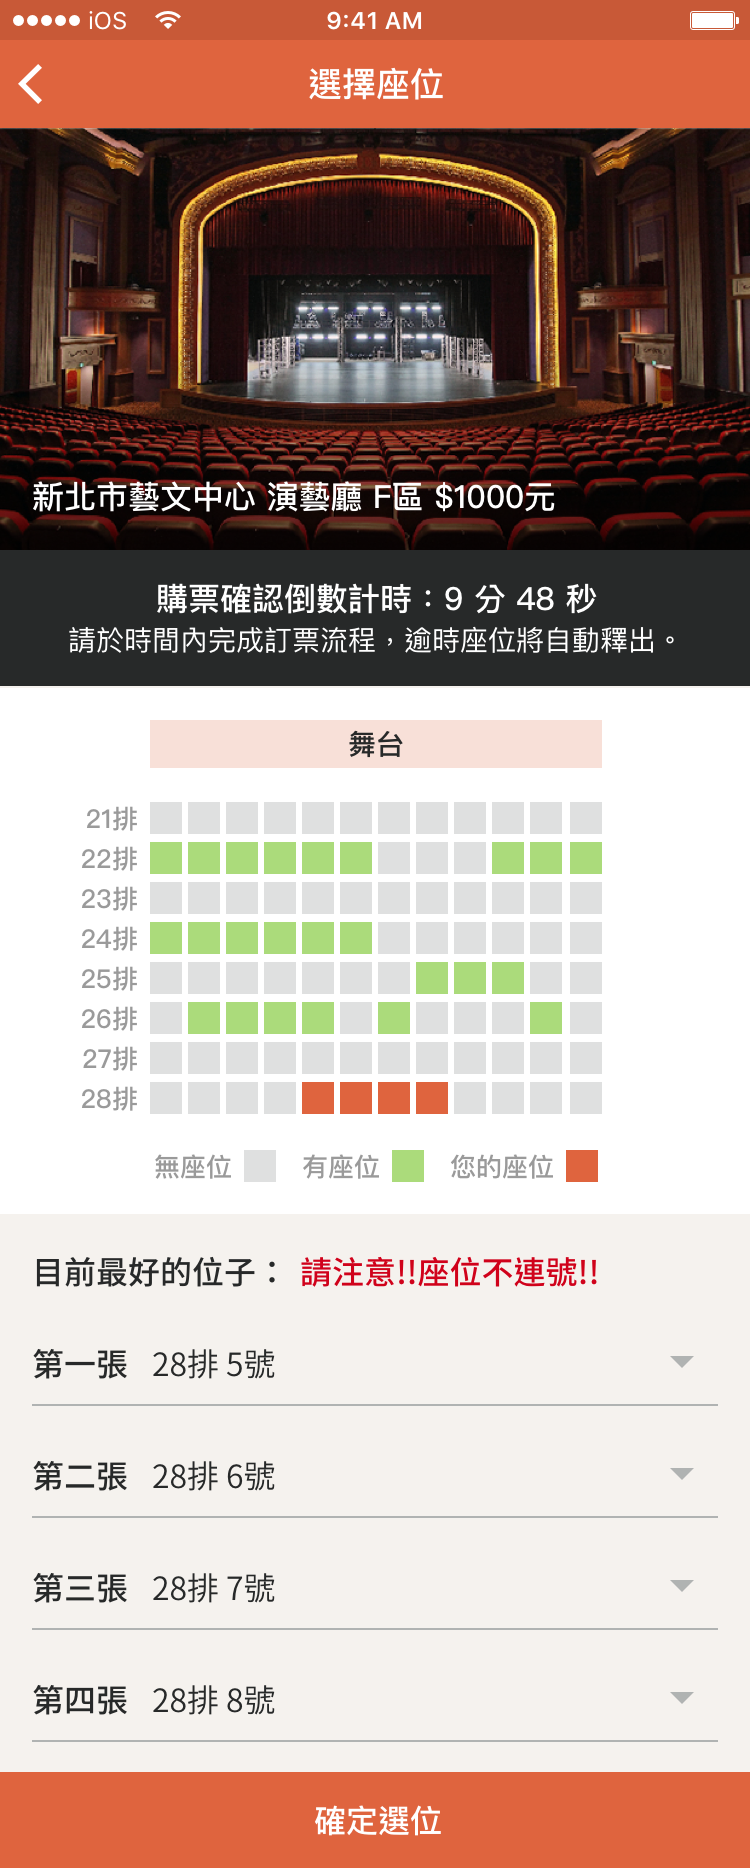 iOS 9:41 AM
選擇座位
新北市藝文中心 演藝廳 F區 $1000元
購票確認倒數計時：9 分 48 秒
請於時間內完成訂票流程，逾時座位將自動釋出。
舞台
21排
22排
23排
24排
25排
26排
27排
28排
無座位 有座位 您的座位
目前最好的位子： 請注意!!座位不連號!!
第一張 28排 5號
第二張 28排 6號
第三張 28排 7號
第四張 28排 8號
確定選位